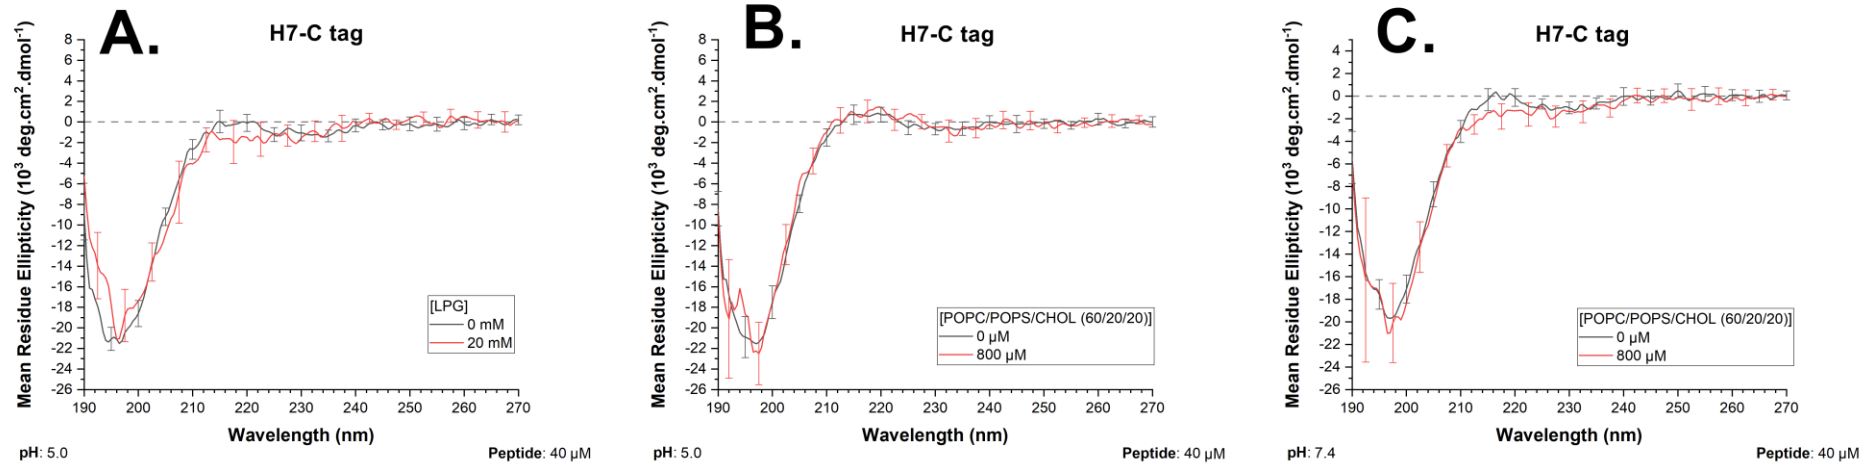 A.
H7-C tag
Mean Residue Ellipticity (10³ deg.cm².dmol⁻¹)
8
6
4
2
0
-2
-4
-6
-8
-10
-12
-14
-16
-18
-20
-22
-24
-26
[LPG]
0 mM
20 mM
190 200 210 220 230 240 250 260 270
Wavelength (nm)
pH: 5.0 Peptide: 40 µM
B.
H7-C tag
Mean Residue Ellipticity (10³ deg.cm².dmol⁻¹)
8
6
4
2
0
-2
-4
-6
-8
-10
-12
-14
-16
-18
-20
-22
-24
-26
[POPC/POPS/CHOL (60/20/20)]
0 µM
800 µM
190 200 210 220 230 240 250 260 270
Wavelength (nm)
pH: 5.0 Peptide: 40 µM
C.
H7-C tag
Mean Residue Ellipticity (10³ deg.cm².dmol⁻¹)
4
2
0
-2
-4
-6
-8
-10
-12
-14
-16
-18
-20
-22
-24
-26
[POPC/POPS/CHOL (60/20/20)]
0 µM
800 µM
190 200 210 220 230 240 250 260 270
Wavelength (nm)
pH: 7.4 Peptide: 40 µM